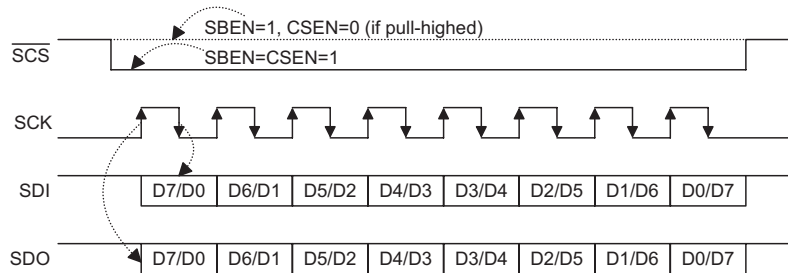 SBEN=1, CSEN=0 (if pull-highed)
SCS
SBEN=CSEN=1
SCK
SDI D7/D0 D6/D1 D5/D2 D4/D3 D3/D4 D2/D5 D1/D6 D0/D7
SDO D7/D0 D6/D1 D5/D2 D4/D3 D3/D4 D2/D5 D1/D6 D0/D7